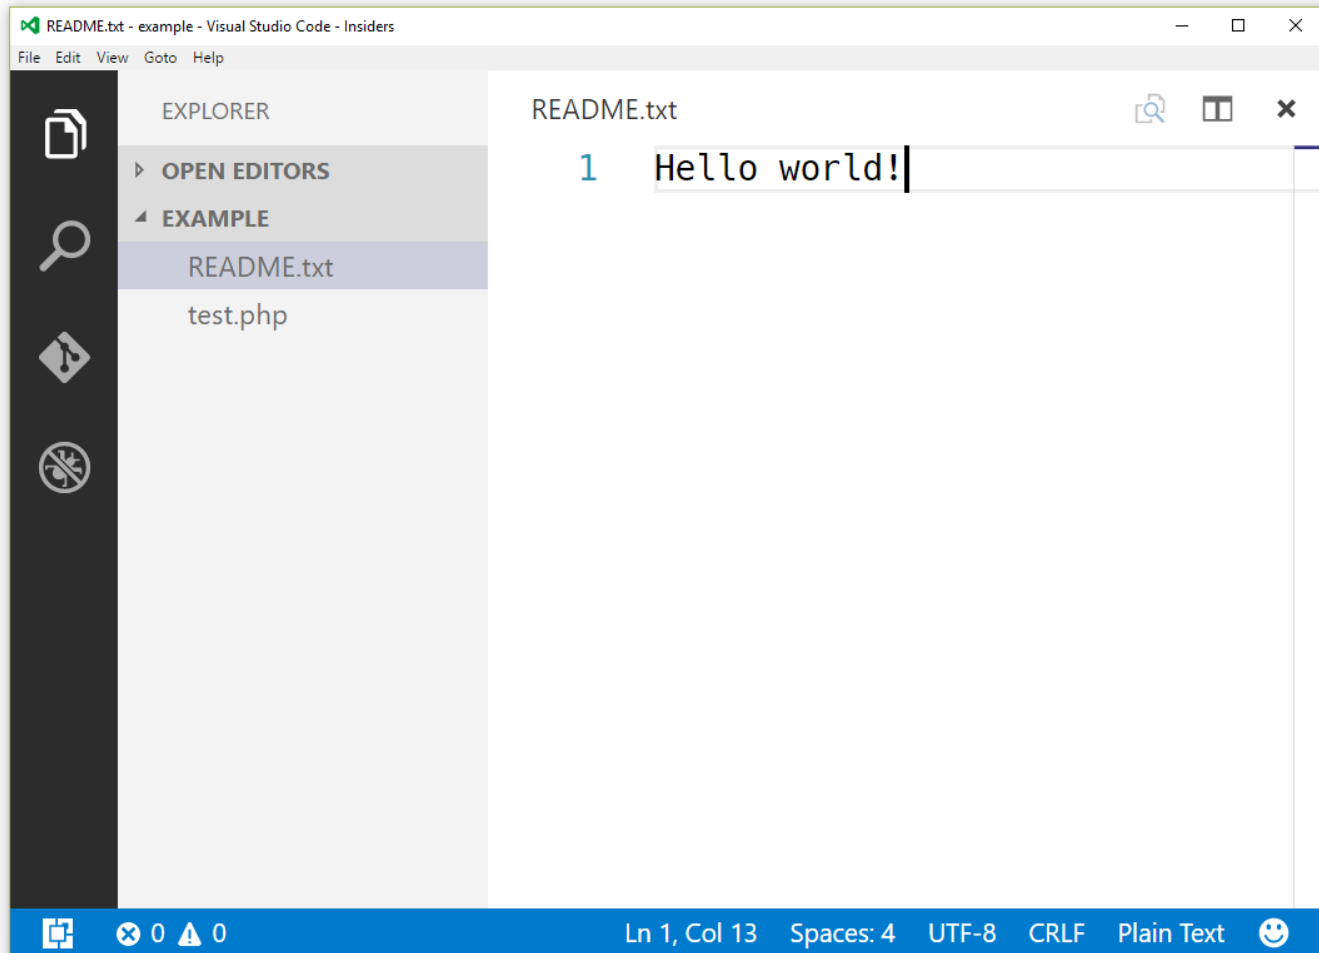 README.txt - example - Visual Studio Code - Insiders
File Edit View Goto Help
EXPLORER
OPEN EDITORS
EXAMPLE
README.txt
test.php
README.txt
1 Hello world!
0 0 Ln 1, Col 13 Spaces: 4 UTF-8 CRLF Plain Text